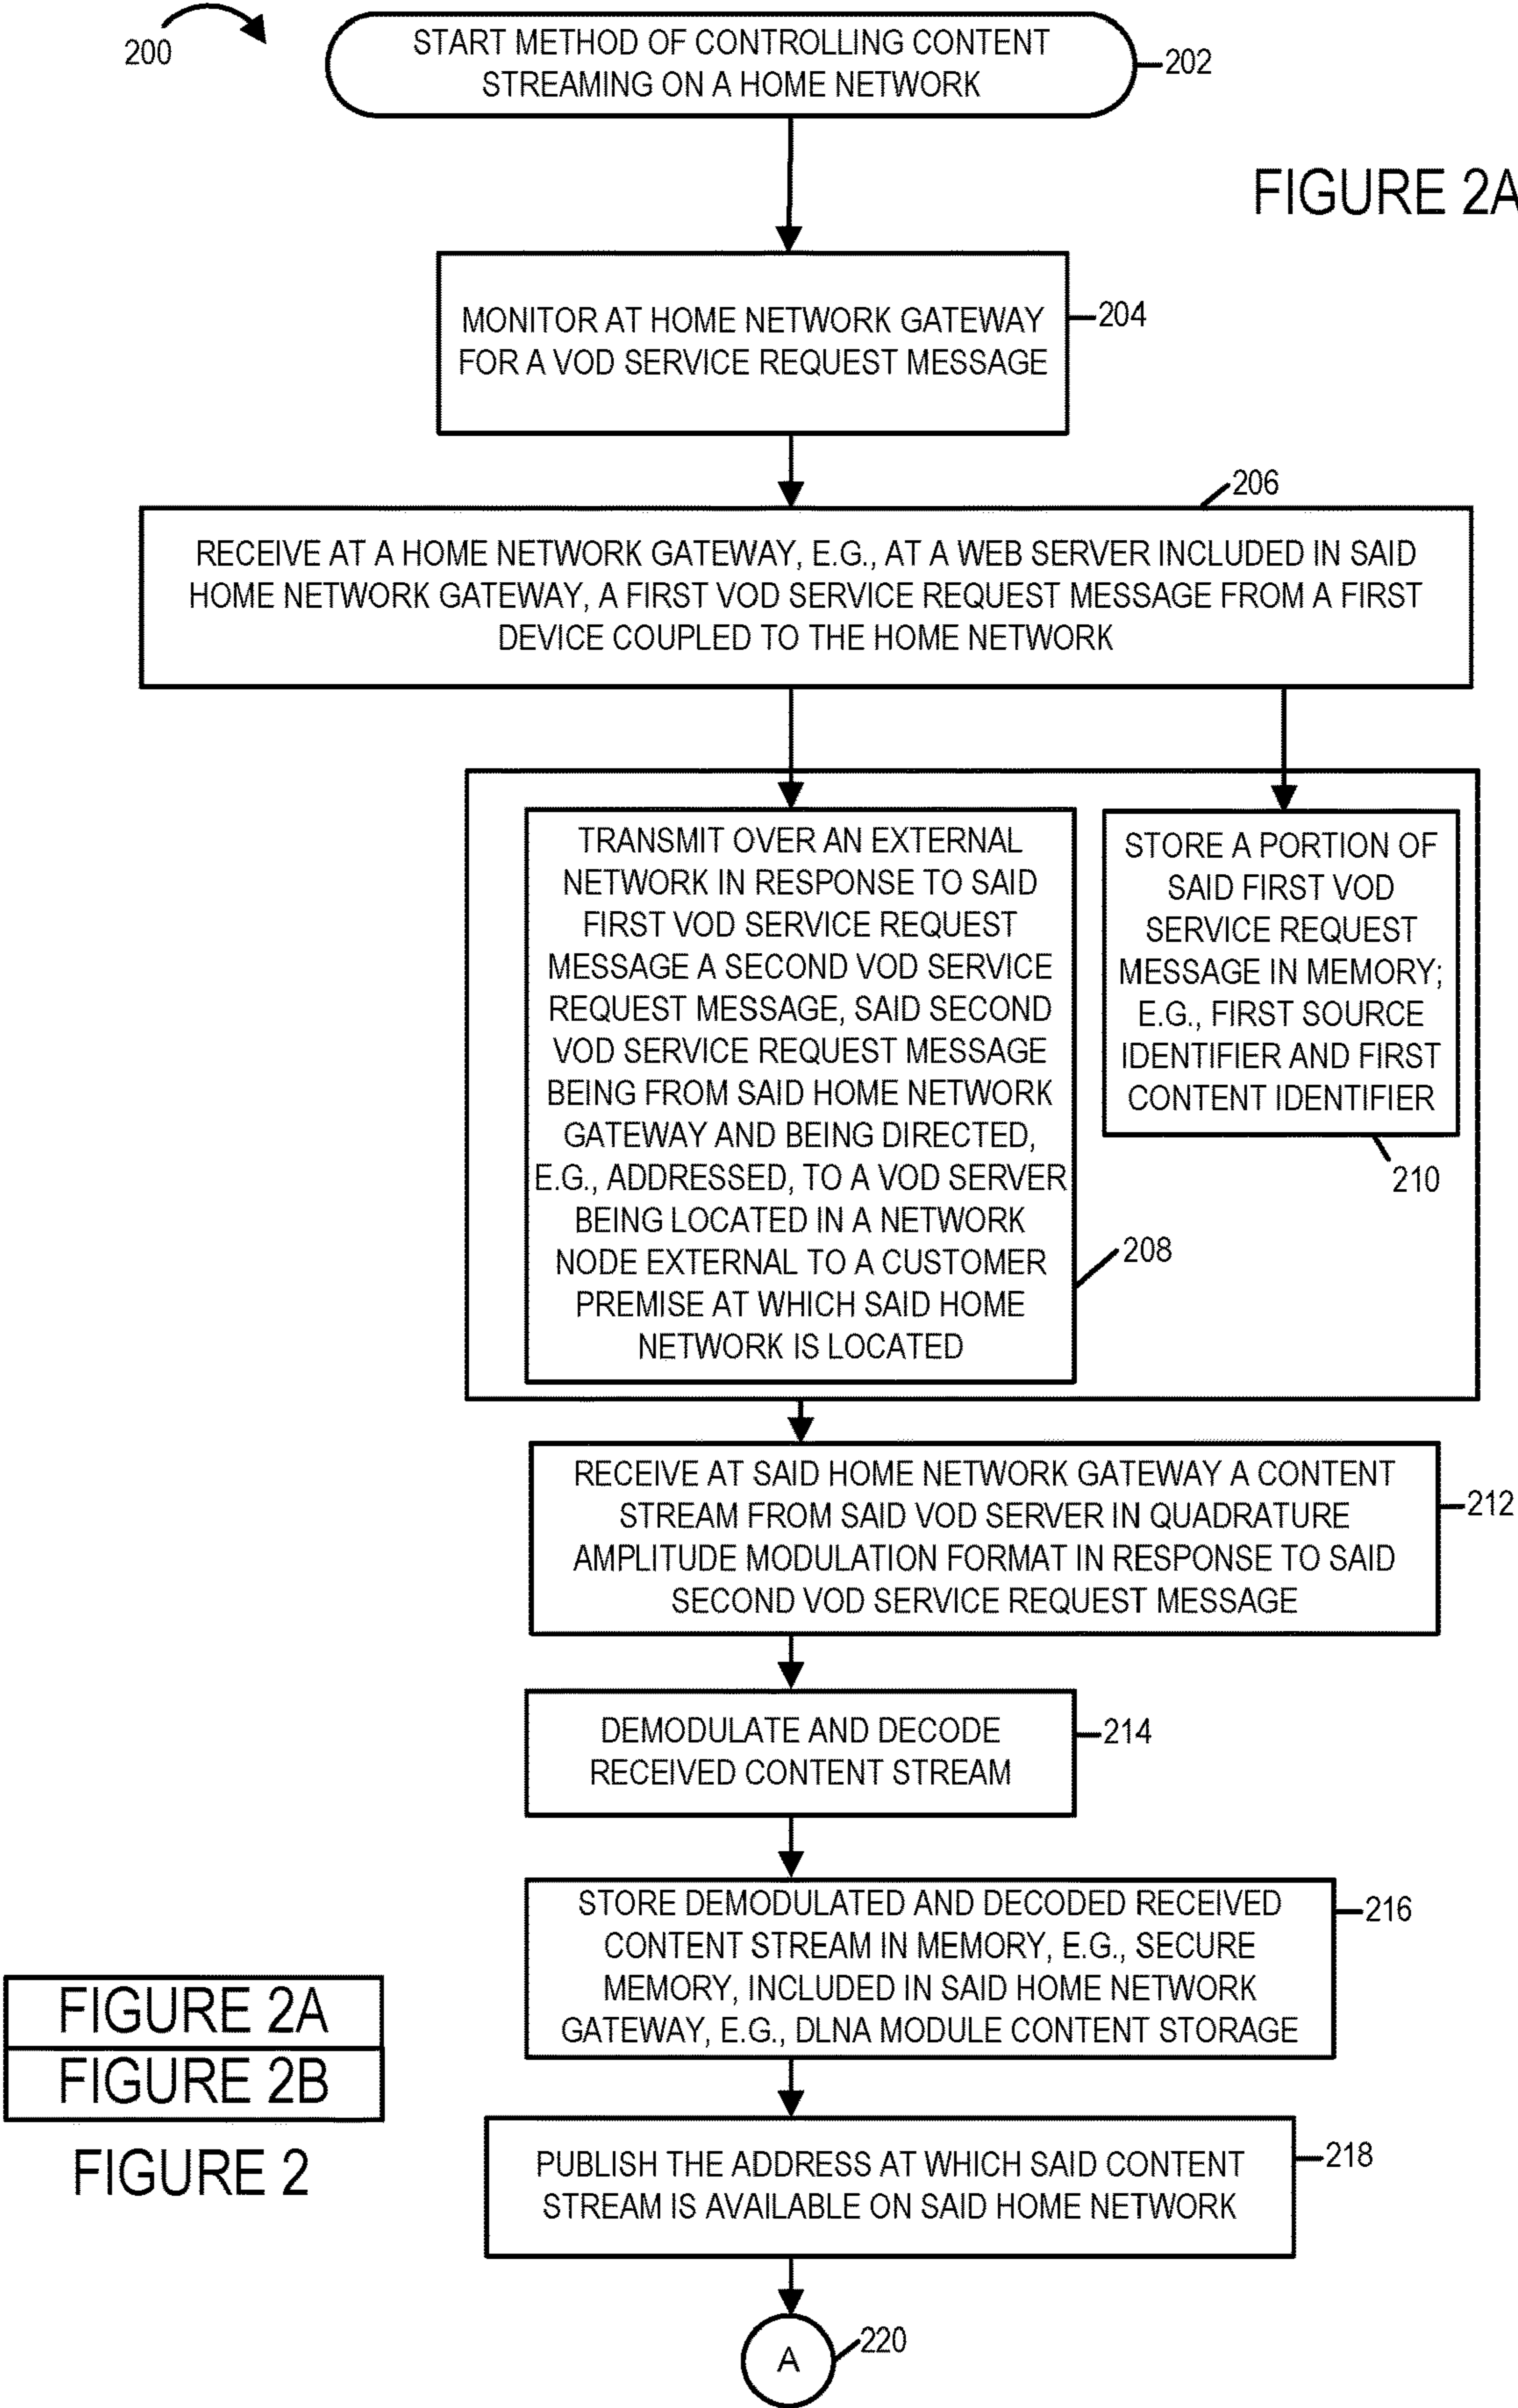 200
START METHOD OF CONTROLLING CONTENT
STREAMING ON A HOME NETWORK
202
FIGURE 2A
MONITOR AT HOME NETWORK GATEWAY
FOR A VOD SERVICE REQUEST MESSAGE
204
206
RECEIVE AT A HOME NETWORK GATEWAY, E.G., AT A WEB SERVER INCLUDED IN SAID
HOME NETWORK GATEWAY, A FIRST VOD SERVICE REQUEST MESSAGE FROM A FIRST
DEVICE COUPLED TO THE HOME NETWORK
TRANSMIT OVER AN EXTERNAL
NETWORK IN RESPONSE TO SAID
FIRST VOD SERVICE REQUEST
MESSAGE A SECOND VOD SERVICE
REQUEST MESSAGE, SAID SECOND
VOD SERVICE REQUEST MESSAGE
BEING FROM SAID HOME NETWORK
GATEWAY AND BEING DIRECTED,
E.G., ADDRESSED, TO A VOD SERVER
BEING LOCATED IN A NETWORK
NODE EXTERNAL TO A CUSTOMER
PREMISE AT WHICH SAID HOME
NETWORK IS LOCATED
208
STORE A PORTION OF
SAID FIRST VOD
SERVICE REQUEST
MESSAGE IN MEMORY;
E.G., FIRST SOURCE
IDENTIFIER AND FIRST
CONTENT IDENTIFIER
210
RECEIVE AT SAID HOME NETWORK GATEWAY A CONTENT
STREAM FROM SAID VOD SERVER IN QUADRATURE
AMPLITUDE MODULATION FORMAT IN RESPONSE TO SAID
SECOND VOD SERVICE REQUEST MESSAGE
212
DEMODULATE AND DECODE
RECEIVED CONTENT STREAM
214
STORE DEMODULATED AND DECODED RECEIVED
CONTENT STREAM IN MEMORY, E.G., SECURE
MEMORY, INCLUDED IN SAID HOME NETWORK
GATEWAY, E.G., DLNA MODULE CONTENT STORAGE
216
PUBLISH THE ADDRESS AT WHICH SAID CONTENT
STREAM IS AVAILABLE ON SAID HOME NETWORK
218
A
220
FIGURE 2A
FIGURE 2B
FIGURE 2